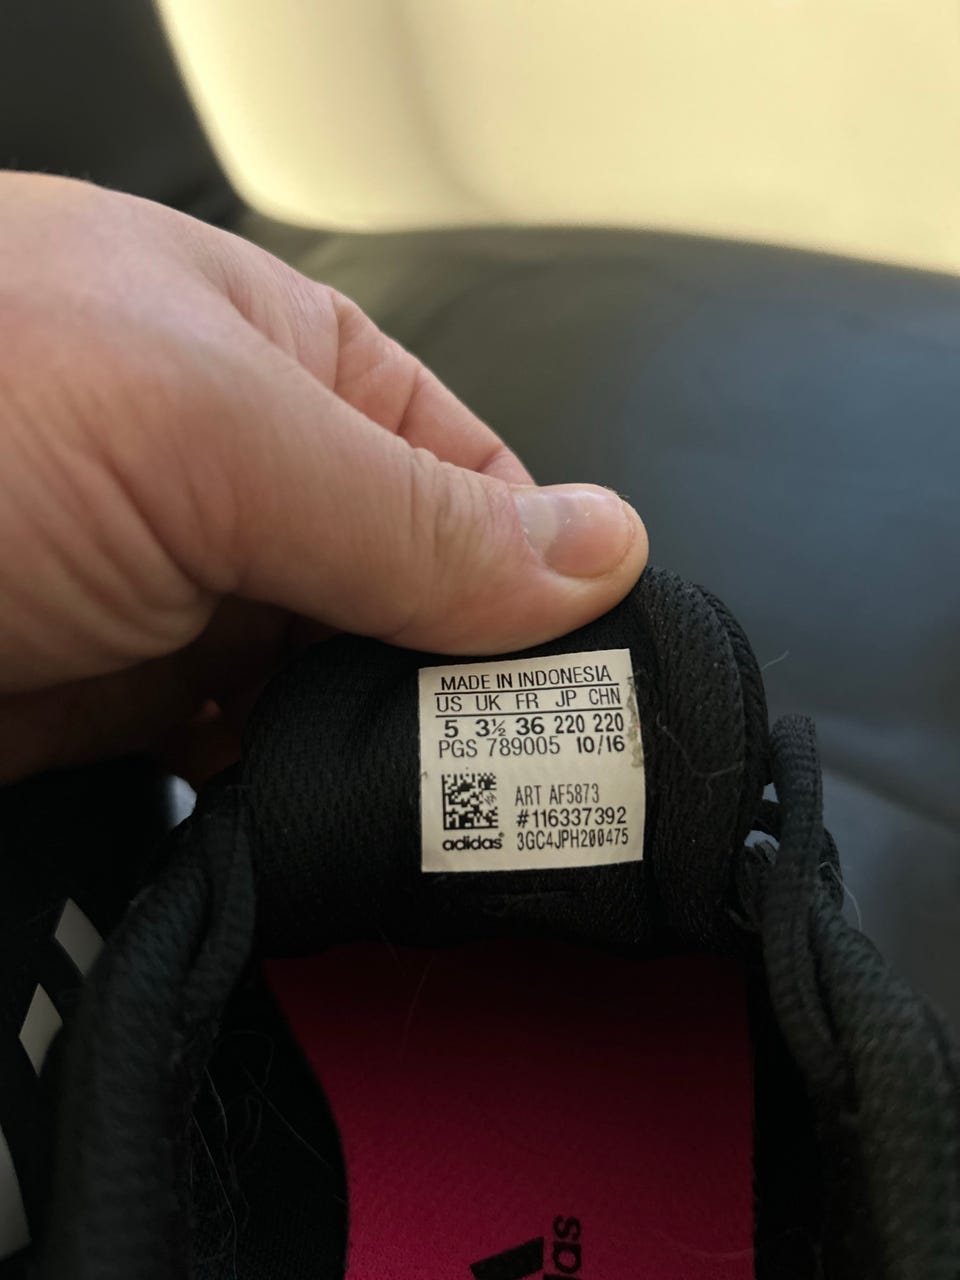 MADE IN INDONESIA
US UK FR JP CHN
5 3½ 36 220 220
PGS 789005 10/16
ART AF5873
#116337392
adidas® 3GC4JPH200475
das